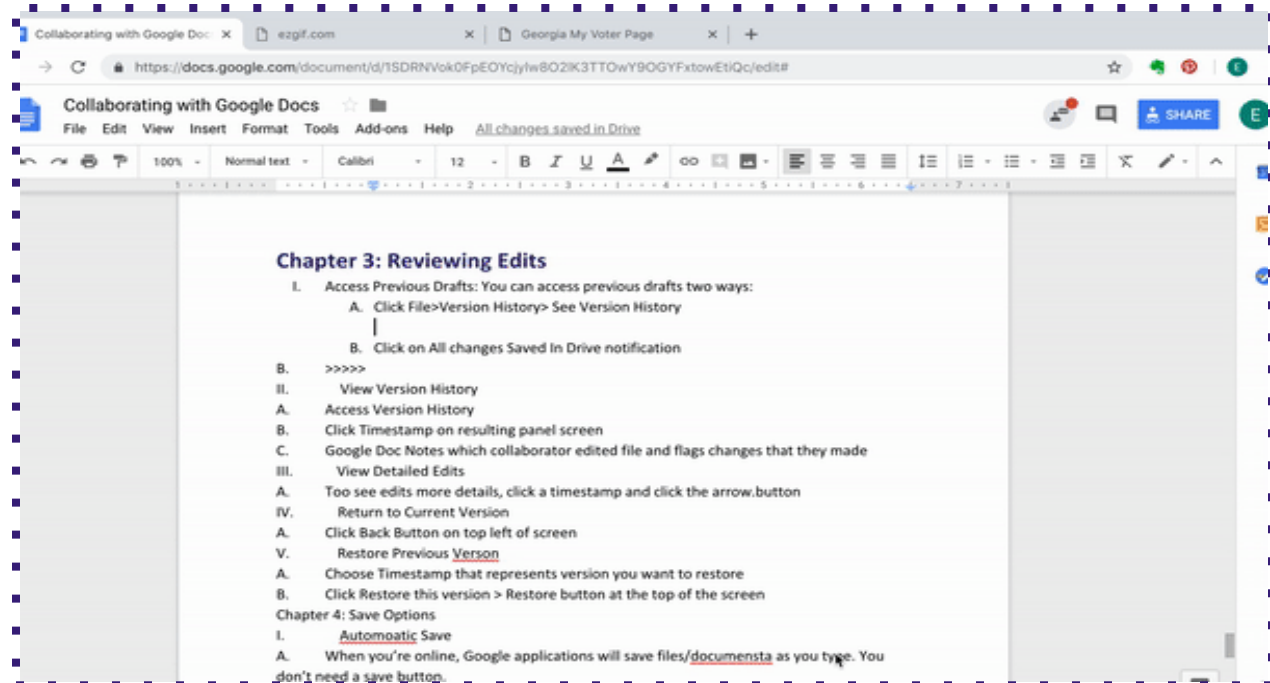 Collaborating with Google Doc
ezgif.com
Georgia My Voter Page
Collaborating with Google Docs
File Edit View Insert Format Tools Add-ons Help All changes saved in Drive
SHARE
E
100% Normal text Calibri 12 B I U A
1 1 2 3 4 5 6 7
Chapter 3: Reviewing Edits
I. Access Previous Drafts: You can access previous drafts two ways:
A. Click File>Version History> See Version History
B. Click on All changes Saved In Drive notification
B. >>>>>
II. View Version History
A. Access Version History
B. Click Timestamp on resulting panel screen
C. Google Doc Notes which collaborator edited file and flags changes that they made
III. View Detailed Edits
A. Too see edits more details, click a timestamp and click the arrow.button
IV. Return to Current Version
A. Click Back Button on top left of screen
V. Restore Previous Verson
A. Choose Timestamp that represents version you want to restore
B. Click Restore this version > Restore button at the top of the screen
Chapter 4: Save Options
I. Automoatic Save
A. When you're online, Google applications will save files/documensta as you type. You
don't need a save button.